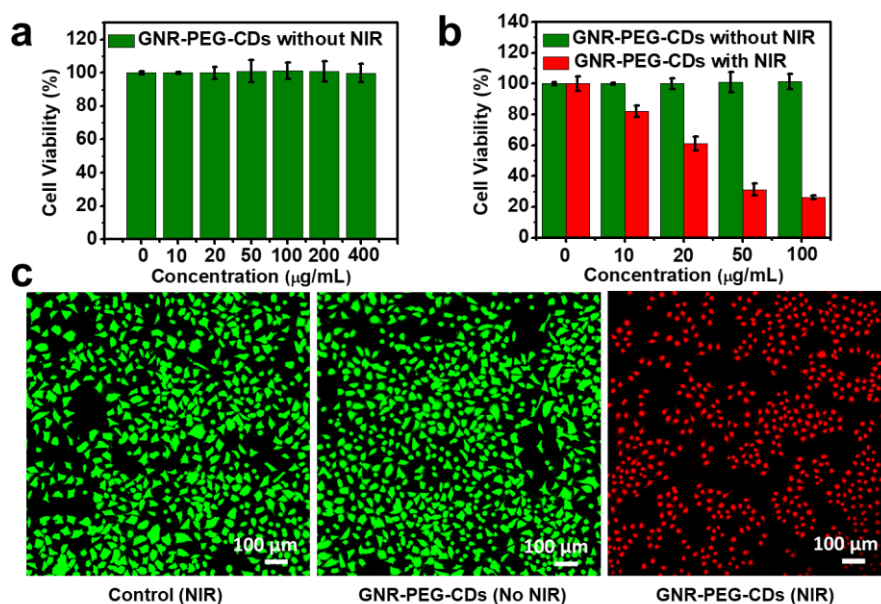 a
GNR-PEG-CDs without NIR
Cell Viability (%)
120
100
80
60
40
20
0
0 10 20 50 100 200 400
Concentration (μg/mL)
b
GNR-PEG-CDs without NIR
GNR-PEG-CDs with NIR
Cell Viability (%)
140
120
100
80
60
40
20
0
0 10 20 50 100
Concentration (μg/mL)
c
100 μm
100 μm
100 μm
Control (NIR)
GNR-PEG-CDs (No NIR)
GNR-PEG-CDs (NIR)